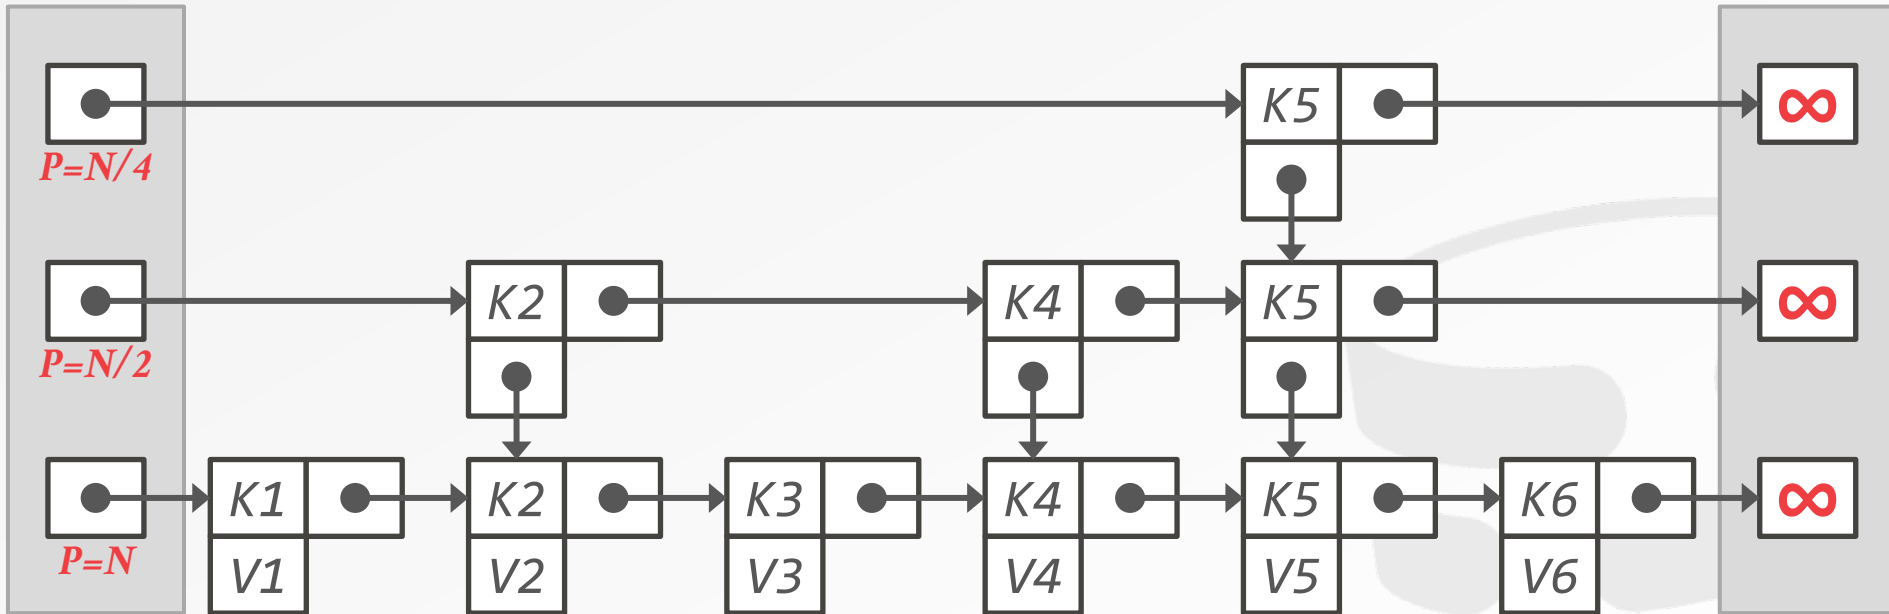 K5 ∞
P=N/4
K2 K4 K5 ∞
P=N/2
K1 K2 K3 K4 K5 K6 ∞
P=N
V1 V2 V3 V4 V5 V6